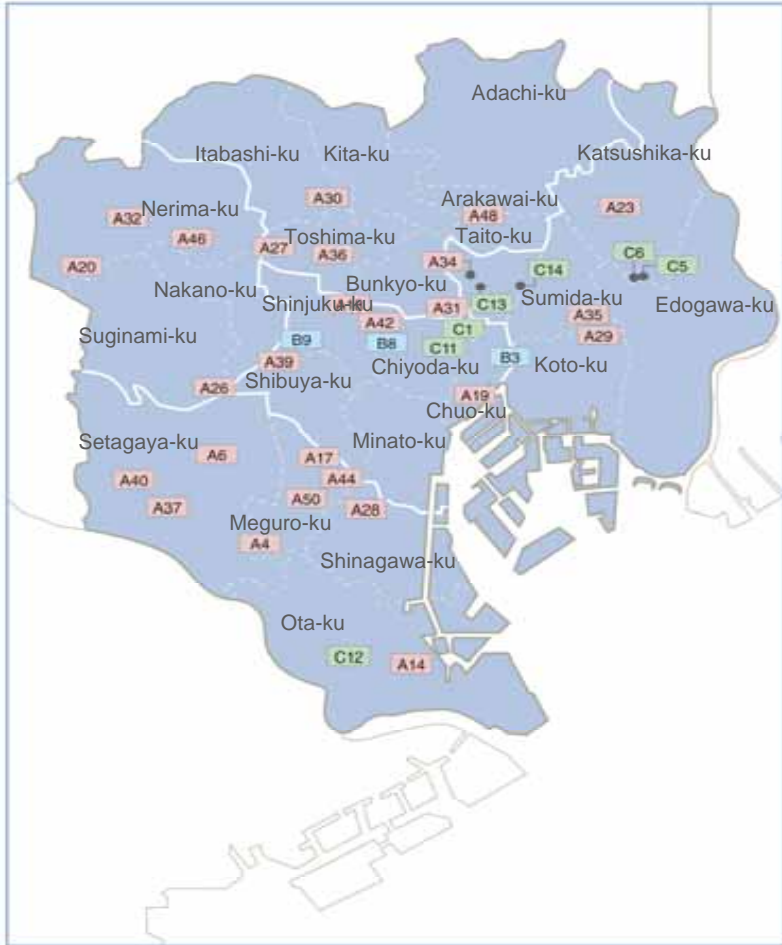 Adachi-ku
Itabashi-ku Kita-ku Katsushika-ku
A30 Arakawai-ku
A32 Nerima-ku A48 A23
A46 Toshima-ku Taito-ku
A27 A36 A34 C6 C5
A20 C14
Nakano-ku Bunkyo-ku Sumida-ku Edogawa-ku
Shinjuku-ku A31 C13
A42 C1 A35
Suginami-ku B9 B8 C11 A29
A39 Chiyoda-ku B3 Koto-ku
A26 Shibuya-ku A19
Chuo-ku
Setagaya-ku A6 A17 Minato-ku
A40 A44
A37 A50 A28
Meguro-ku
A4 Shinagawa-ku
Ota-ku
C12 A14